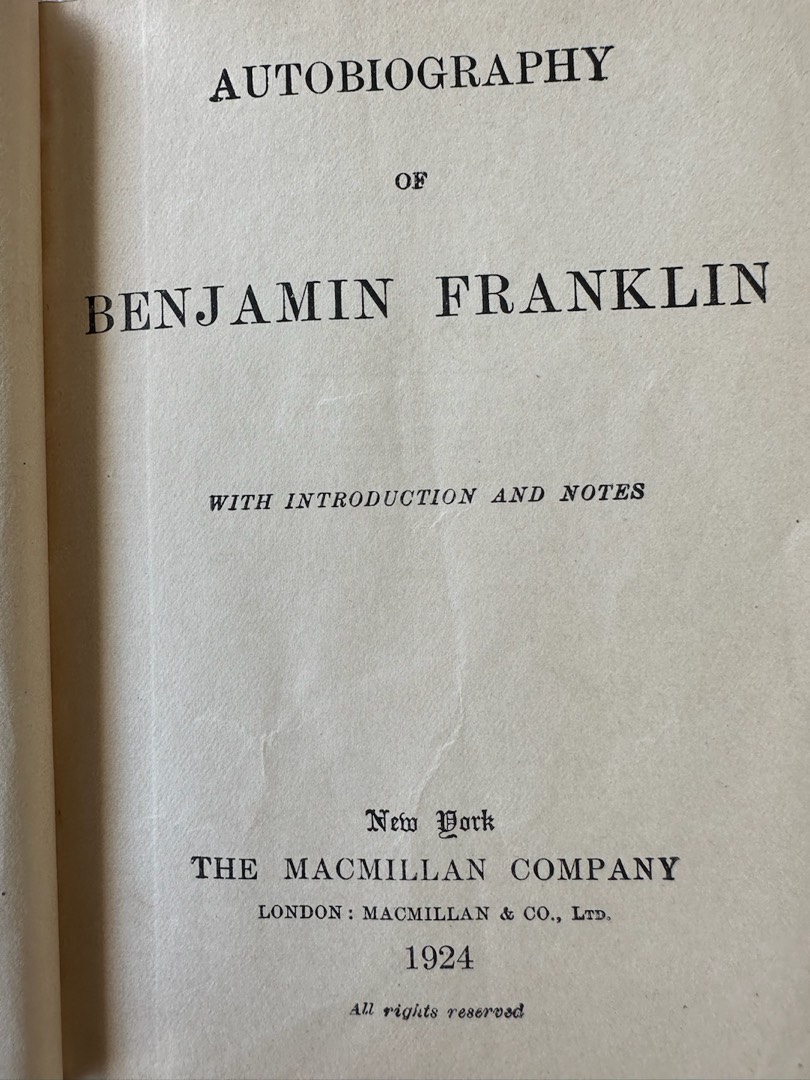 AUTOBIOGRAPHY
OF
BENJAMIN FRANKLIN
WITH INTRODUCTION AND NOTES
New York
THE MACMILLAN COMPANY
LONDON: MACMILLAN & CO., LTD.
1924
All rights reserved